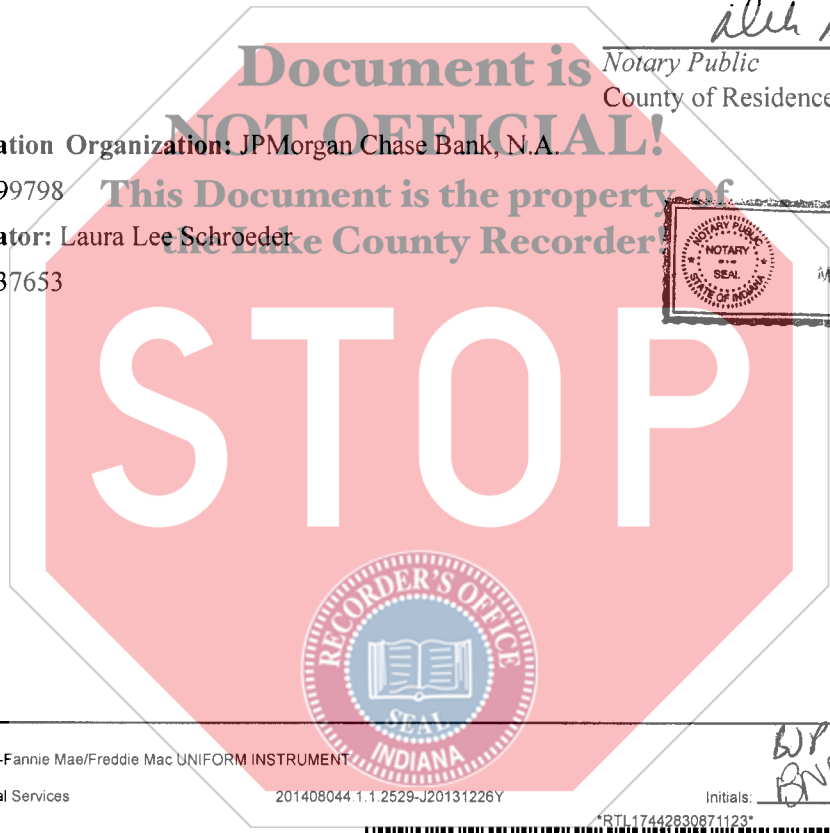 Document is
Notary Public
NOT OFFICIAL!
County of Residence
ation Organization: JPMorgan Chase Bank, N.A.
99798
This Document is the property of
ator: Laura Lee Schroeder
the Lake County Recorder!
37653
NOTARY PUBLIC
NOTARY
SEAL
STATE OF INDIANA
STOP
RECORDER'S OFFICE
SEAL
INDIANA
-Fannie Mae/Freddie Mac UNIFORM INSTRUMENT
al Services
201408044.1.1.2529-J20131226Y
Initials:
*RTL17442830871123*